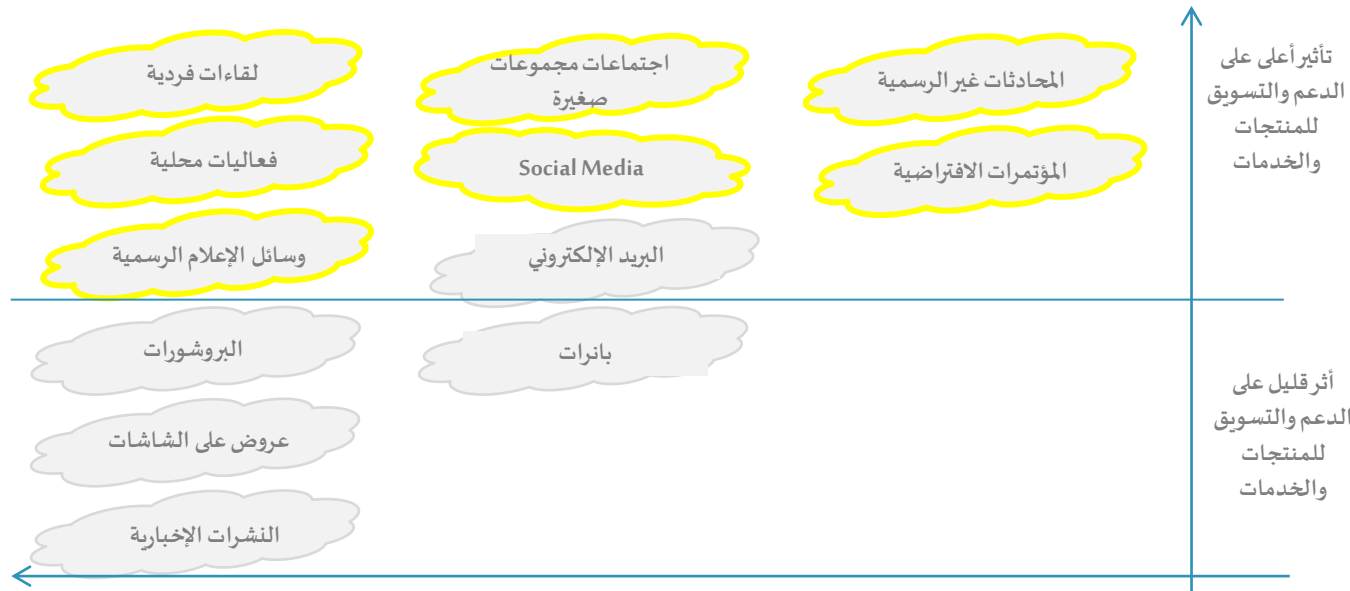 تأثير أعلى على
الدعم والتسويق
للمنتجات
والخدمات
المحادثات غير الرسمية
اجتماعات مجموعات
صغيرة
لقاءات فردية
المؤتمرات الافتراضية
Social Media
فعاليات محلية
البريد الإلكتروني
وسائل الإعلام الرسمية
أثر قليل على
الدعم والتسويق
للمنتجات
والخدمات
بانرات
البروشورات
عروض على الشاشات
النشرات الإخبارية